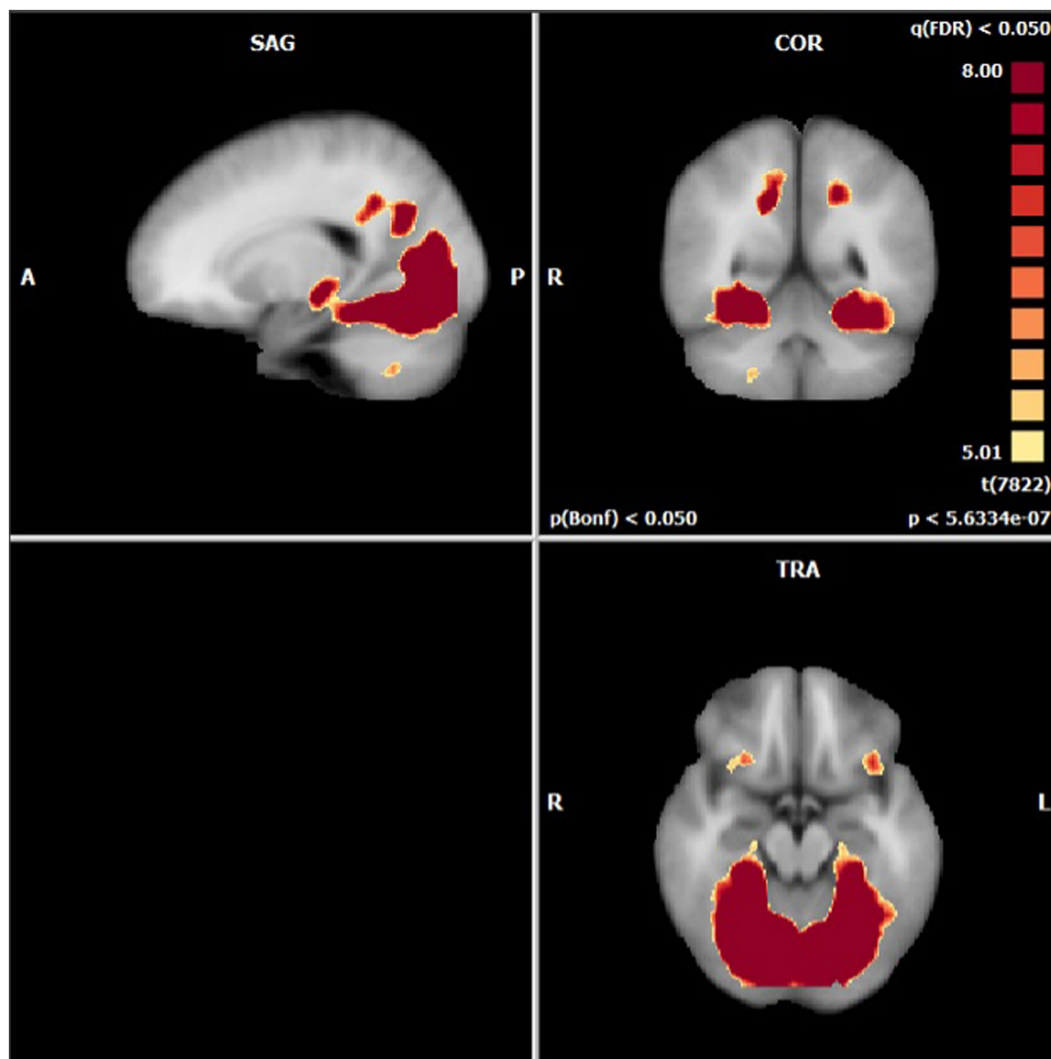 SAG
A
P
COR
q(FDR) < 0.050
8.00
R
5.01
t(7822)
p(Bonf) < 0.050
p < 5.6334e-07
TRA
R
L